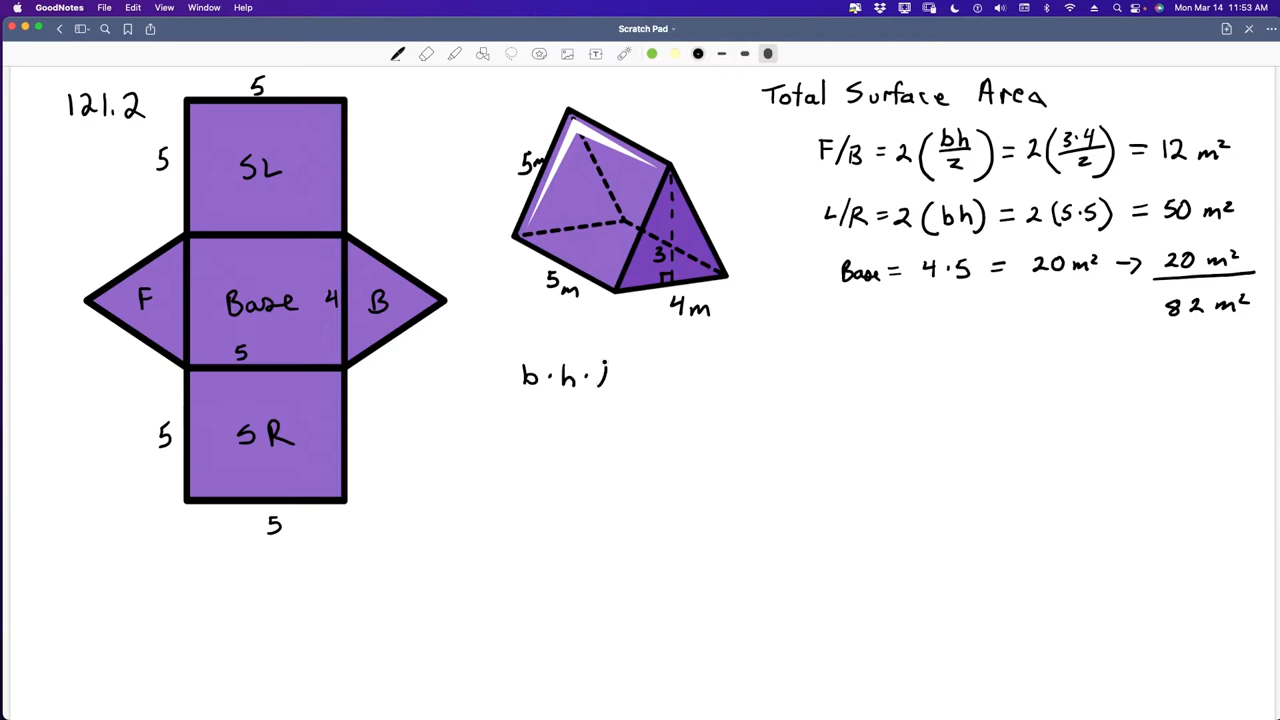 GoodNotes File Edit View Window Help Mon Mar 14 11:53 AM
Scratch Pad
121.2
5
5
SL
F
Base
4
B
5
5
SR
5
5m
3
5m
4m
b·h·j
Total Surface Area
F/B = 2(bh/2) = 2(3·4/2) = 12 m²
L/R = 2(bh) = 2(5·5) = 50 m²
Base = 4·5 = 20 m² → 20 m²
82 m²